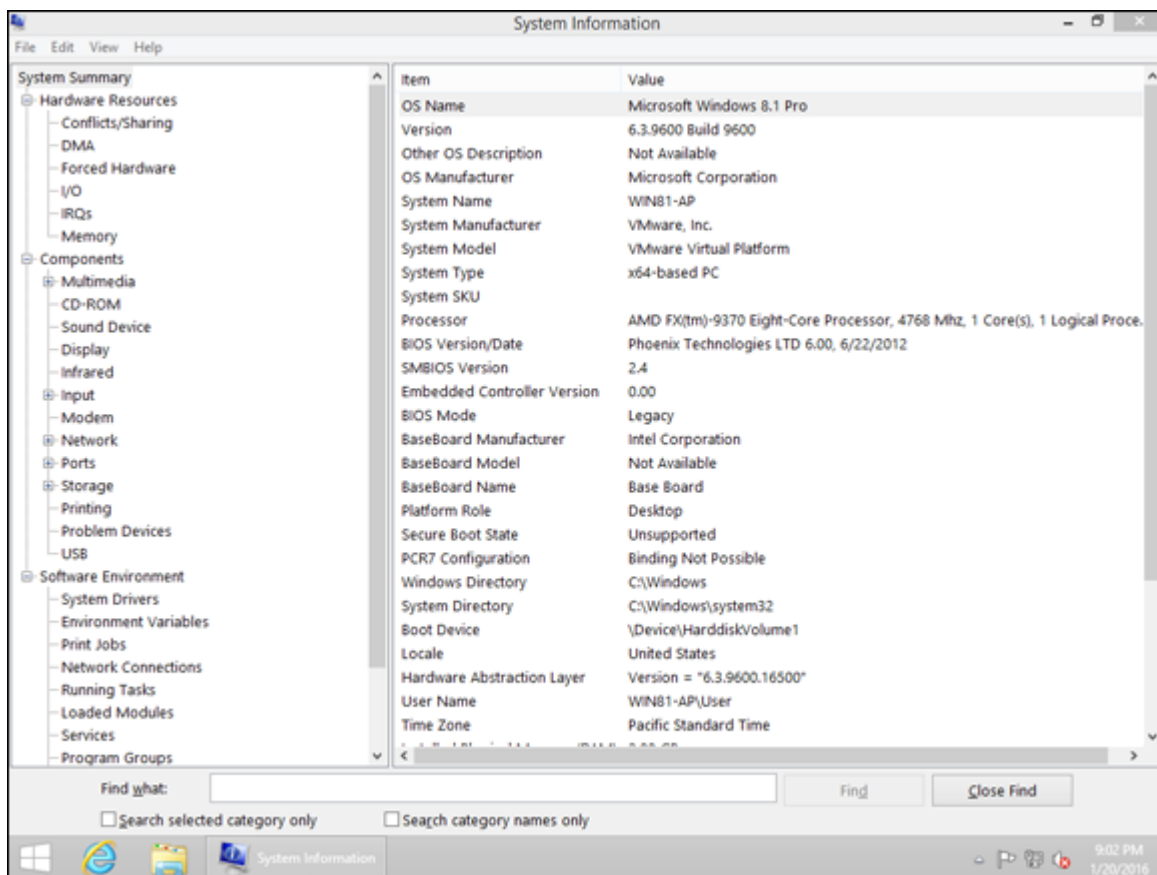 System Information
File Edit View Help
System Summary
Hardware Resources
Conflicts/Sharing
DMA
Forced Hardware
I/O
IRQs
Memory
Components
Multimedia
CD-ROM
Sound Device
Display
Infrared
Input
Modem
Network
Ports
Storage
Printing
Problem Devices
USB
Software Environment
System Drivers
Environment Variables
Print Jobs
Network Connections
Running Tasks
Loaded Modules
Services
Program Groups
Item Value
OS Name Microsoft Windows 8.1 Pro
Version 6.3.9600 Build 9600
Other OS Description Not Available
OS Manufacturer Microsoft Corporation
System Name WIN81-AP
System Manufacturer VMware, Inc.
System Model VMware Virtual Platform
System Type x64-based PC
System SKU
Processor AMD FX(tm)-9370 Eight-Core Processor, 4768 Mhz, 1 Core(s), 1 Logical Proce.
BIOS Version/Date Phoenix Technologies LTD 6.00, 6/22/2012
SMBIOS Version 2.4
Embedded Controller Version 0.00
BIOS Mode Legacy
BaseBoard Manufacturer Intel Corporation
BaseBoard Model Not Available
BaseBoard Name Base Board
Platform Role Desktop
Secure Boot State Unsupported
PCR7 Configuration Binding Not Possible
Windows Directory C:\Windows
System Directory C:\Windows\system32
Boot Device \Device\HarddiskVolume1
Locale United States
Hardware Abstraction Layer Version = "6.3.9600.16500"
User Name WIN81-AP\User
Time Zone Pacific Standard Time
Find what: Find Close Find
Search selected category only Search category names only
System Information
9:02 PM
1/20/2016